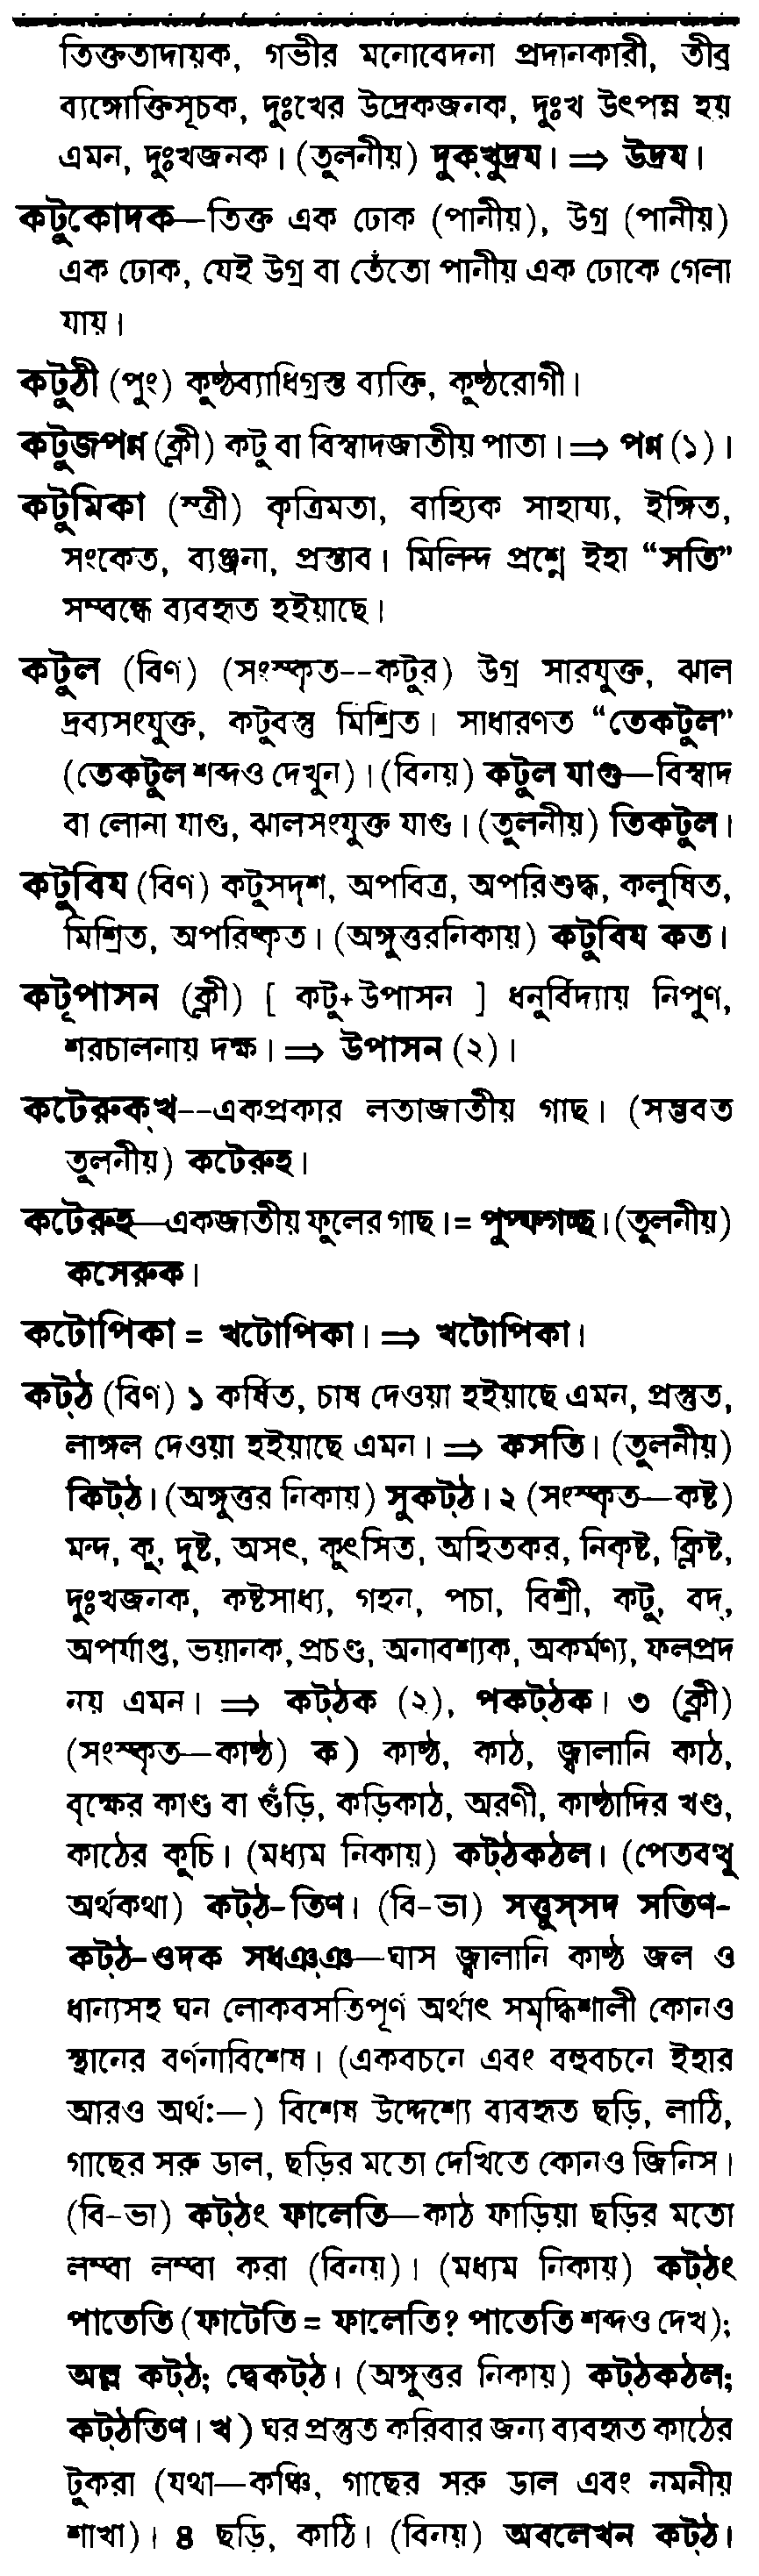 তিক্ততাদায়ক, গভীর মনোবেদনা প্রদানকারী, তীব্র
ব্যঙ্গোক্তিসূচক, দুঃখের উদ্রেকজনক, দুঃখ উৎপন্ন হয়
এমন, দুঃখজনক। (তুলনীয়) দুক্খুদ্রয। ⇒ উদ্রয।
কটুকোদক—তিক্ত এক ঢোক (পানীয়), উগ্র (পানীয়)
এক ঢোক, যেই উগ্র বা তেঁতো পানীয় এক ঢোকে গেলা
যায়।
কটুঠী (পুং) কুষ্ঠব্যাধিগ্রস্ত ব্যক্তি, কুষ্ঠরোগী।
কটুজপন্ন (ক্লী) কটু বা বিস্বাদজাতীয় পাতা। ⇒ পন্ন (১)।
কটুমিকা (স্ত্রী) কৃত্রিমতা, বাহ্যিক সাহায্য, ইঙ্গিত,
সংকেত, ব্যঞ্জনা, প্রস্তাব। মিলিন্দ প্রশ্নে ইহা “সতি”
সম্বন্ধে ব্যবহৃত হইয়াছে।
কটুল (বিণ) (সংস্কৃত--কটুর) উগ্র সারযুক্ত, ঝাল
দ্রব্যসংযুক্ত, কটুবস্তু মিশ্রিত। সাধারণত “তেকটুল”
(তেকটুল শব্দও দেখুন)। (বিনয়) কটুল যাগু—বিস্বাদ
বা লোনা যাগু, ঝালসংযুক্ত যাগু। (তুলনীয়) তিকটুল।
কটুবিয (বিণ) কটুসদৃশ, অপবিত্র, অপরিশুদ্ধ, কলুষিত,
মিশ্রিত, অপরিষ্কৃত। (অঙ্গুত্তরনিকায়) কটুবিয কত।
কটূপাসন (ক্লী) [ কটু+উপাসন ] ধনুর্বিদ্যায় নিপুণ,
শরচালনায় দক্ষ। ⇒ উপাসন (২)।
কটেরুক্খ--একপ্রকার লতাজাতীয় গাছ। (সম্ভবত
তুলনীয়) কটেরুহ।
কটেরুহ—একজাতীয় ফুলের গাছ। = পুপ্ফগচ্ছ। (তুলনীয়)
কসেরুক।
কটোপিকা = খটোপিকা। ⇒ খটোপিকা।
কট্ঠ (বিণ) ১ কর্ষিত, চাষ দেওয়া হইয়াছে এমন, প্রস্তুত,
লাঙ্গল দেওয়া হইয়াছে এমন। ⇒ কসতি। (তুলনীয়)
কিট্ঠ। (অঙ্গুত্তর নিকায়) সুকট্ঠ। ২ (সংস্কৃত—কষ্ট)
মন্দ, কু, দুষ্ট, অসৎ, কুৎসিত, অহিতকর, নিকৃষ্ট, ক্লিষ্ট,
দুঃখজনক, কষ্টসাধ্য, গহন, পচা, বিশ্রী, কটু, বদ্,
অপর্যাপ্ত, ভয়ানক, প্রচণ্ড, অনাবশ্যক, অকর্মণ্য, ফলপ্রদ
নয় এমন। ⇒ কট্ঠক (২), পকট্ঠক। ৩ (ক্লী)
(সংস্কৃত—কাষ্ঠ) ক) কাষ্ঠ, কাঠ, জ্বালানি কাঠ,
বৃক্ষের কাণ্ড বা গুঁড়ি, কড়িকাঠ, অরণী, কাষ্ঠাদির খণ্ড,
কাঠের কুচি। (মধ্যম নিকায়) কট্ঠকঠল। (পেতবত্থু
অর্থকথা) কট্ঠ-তিণ। (বি-ভা) সত্তুস্সদ সতিণ-
কট্ঠ-ওদক সধঞ্ঞ—ঘাস জ্বালানি কাষ্ঠ জল ও
ধান্যসহ ঘন লোকবসতিপূর্ণ অর্থাৎ সমৃদ্ধিশালী কোনও
স্থানের বর্ণনাবিশেষ। (একবচনে এবং বহুবচনে ইহার
আরও অর্থ:—) বিশেষ উদ্দেশ্যে ব্যবহৃত ছড়ি, লাঠি,
গাছের সরু ডাল, ছড়ির মতো দেখিতে কোনও জিনিস।
(বি-ভা) কট্ঠং ফালেতি—কাঠ ফাড়িয়া ছড়ির মতো
লম্বা লম্বা করা (বিনয়)। (মধ্যম নিকায়) কট্ঠং
পাতেতি (ফাটেতি = ফালেতি? পাতেতি শব্দও দেখ);
অল্ল কট্ঠ; দ্বেকট্ঠ। (অঙ্গুত্তর নিকায়) কট্ঠকঠল;
কট্ঠতিণ। খ) ঘর প্রস্তুত করিবার জন্য ব্যবহৃত কাঠের
টুকরা (যথা—কঞ্চি, গাছের সরু ডাল এবং নমনীয়
শাখা)। ৪ ছড়ি, কাঠি। (বিনয়) অবলেখন কট্ঠ।